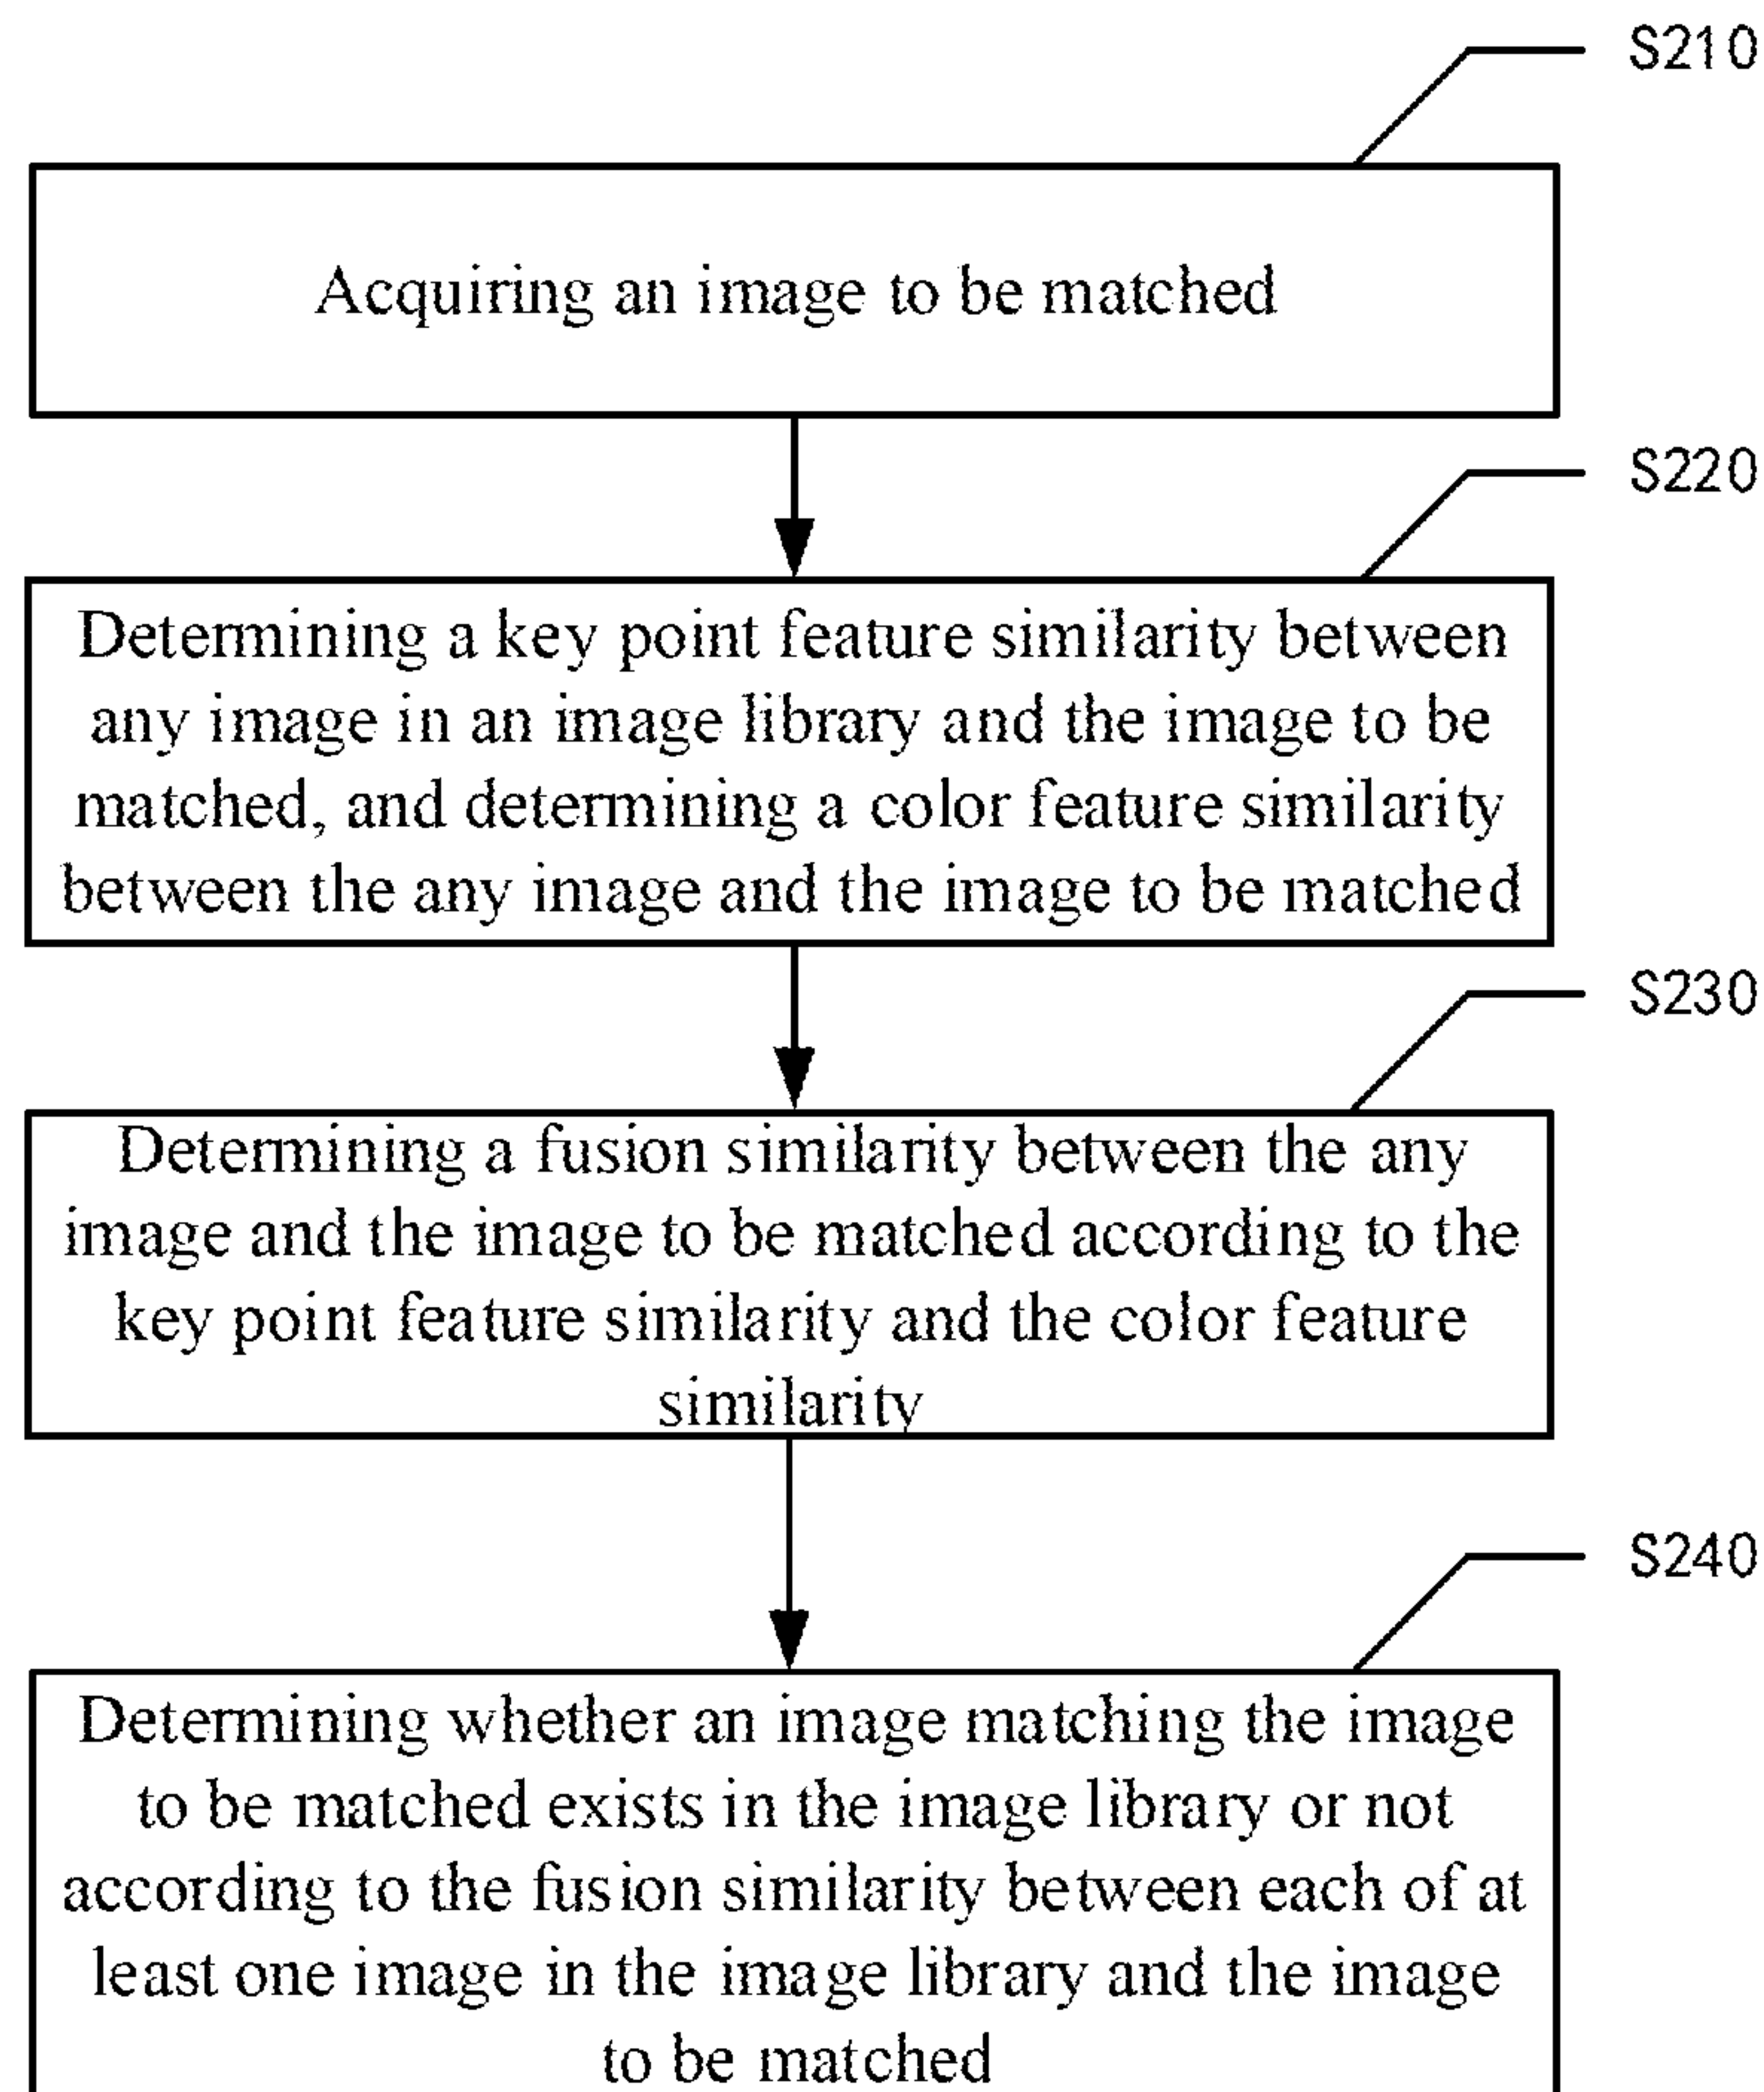 S210
Acquiring an image to be matched
S220
Determining a key point feature similarity between
any image in an image library and the image to be
matched, and determining a color feature similarity
between the any image and the image to be matched
S230
Determining a fusion similarity between the any
image and the image to be matched according to the
key point feature similarity and the color feature
similarity
S240
Determining whether an image matching the image
to be matched exists in the image library or not
according to the fusion similarity between each of at
least one image in the image library and the image
to be matched